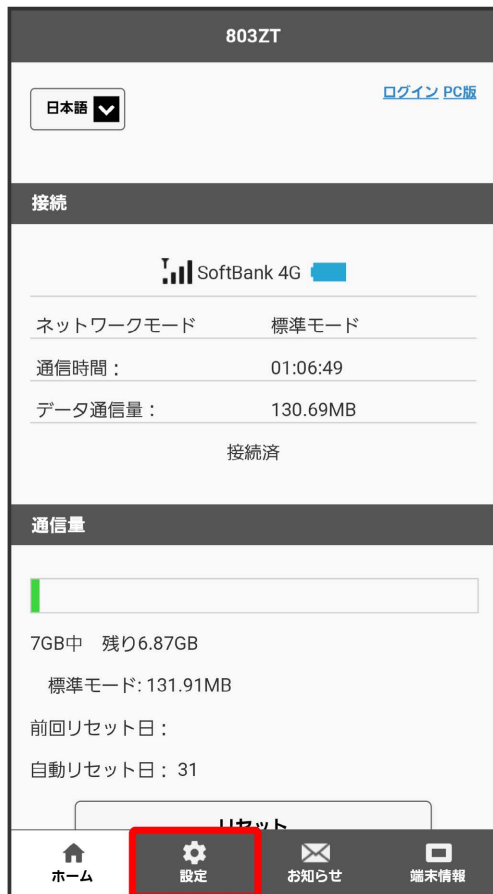 803ZT
日本語
ログイン PC版
接続
SoftBank 4G
ネットワークモード 標準モード
通信時間： 01:06:49
データ通信量： 130.69MB
接続済
通信量
7GB中 残り6.87GB
標準モード: 131.91MB
前回リセット日：
自動リセット日： 31
リセット
ホーム 設定 お知らせ 端末情報